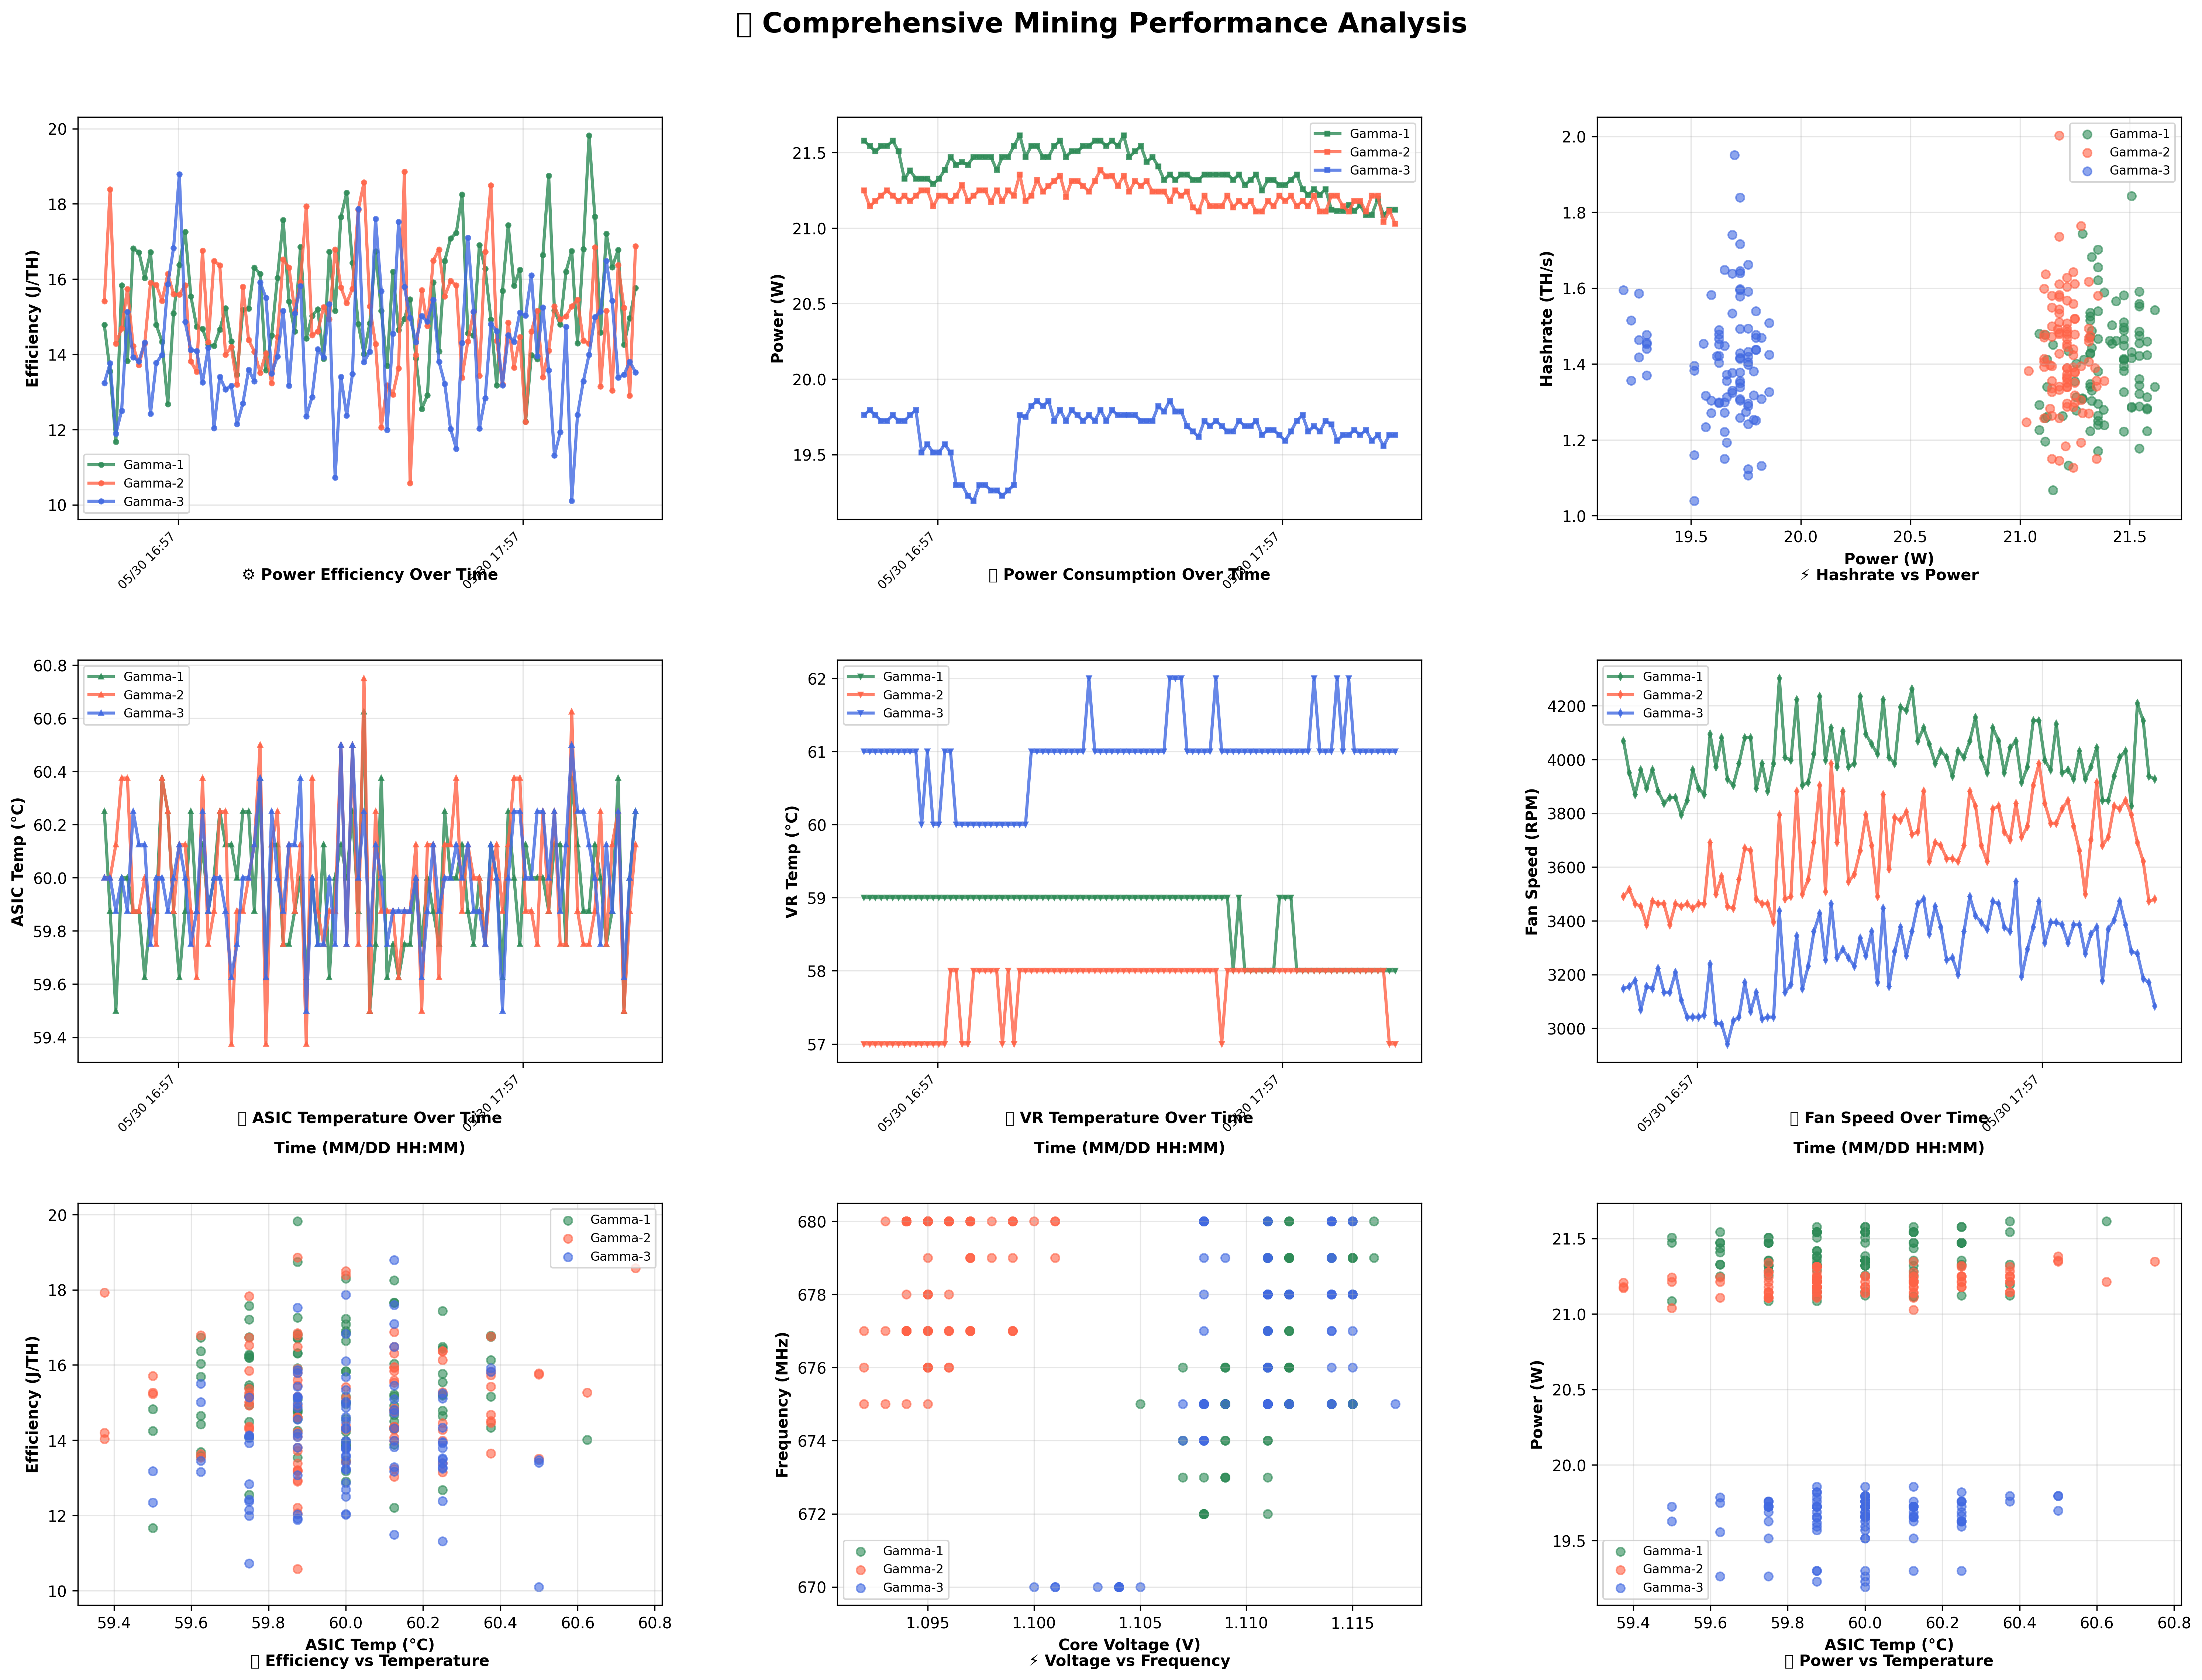 Comprehensive Mining Performance Analysis
Efficiency (J/TH)
20
18
16
14
12
10
Gamma-1
Gamma-2
Gamma-3
05/30 16:57
05/30 17:57
⚙ Power Efficiency Over Time
Power (W)
21.5
21.0
20.5
20.0
19.5
Gamma-1
Gamma-2
Gamma-3
05/30 16:57
05/30 17:57
Power Consumption Over Time
Hashrate (TH/s)
2.0
1.8
1.6
1.4
1.2
1.0
Gamma-1
Gamma-2
Gamma-3
19.5 20.0 20.5 21.0 21.5
Power (W)
⚡ Hashrate vs Power
ASIC Temp (°C)
60.8
60.6
60.4
60.2
60.0
59.8
59.6
59.4
Gamma-1
Gamma-2
Gamma-3
05/30 16:57
05/30 17:57
ASIC Temperature Over Time
Time (MM/DD HH:MM)
VR Temp (°C)
62
61
60
59
58
57
Gamma-1
Gamma-2
Gamma-3
05/30 16:57
05/30 17:57
VR Temperature Over Time
Time (MM/DD HH:MM)
Fan Speed (RPM)
4200
4000
3800
3600
3400
3200
3000
Gamma-1
Gamma-2
Gamma-3
05/30 16:57
05/30 17:57
Fan Speed Over Time
Time (MM/DD HH:MM)
Efficiency (J/TH)
20
18
16
14
12
10
Gamma-1
Gamma-2
Gamma-3
59.4 59.6 59.8 60.0 60.2 60.4 60.6 60.8
ASIC Temp (°C)
Efficiency vs Temperature
Frequency (MHz)
680
679
678
677
676
675
674
672
670
Gamma-1
Gamma-2
Gamma-3
1.095 1.100 1.105 1.110 1.115
Core Voltage (V)
⚡ Voltage vs Frequency
Power (W)
21.5
21.0
20.5
20.0
19.5
Gamma-1
Gamma-2
Gamma-3
59.4 59.6 59.8 60.0 60.2 60.4 60.6 60.8
ASIC Temp (°C)
Power vs Temperature